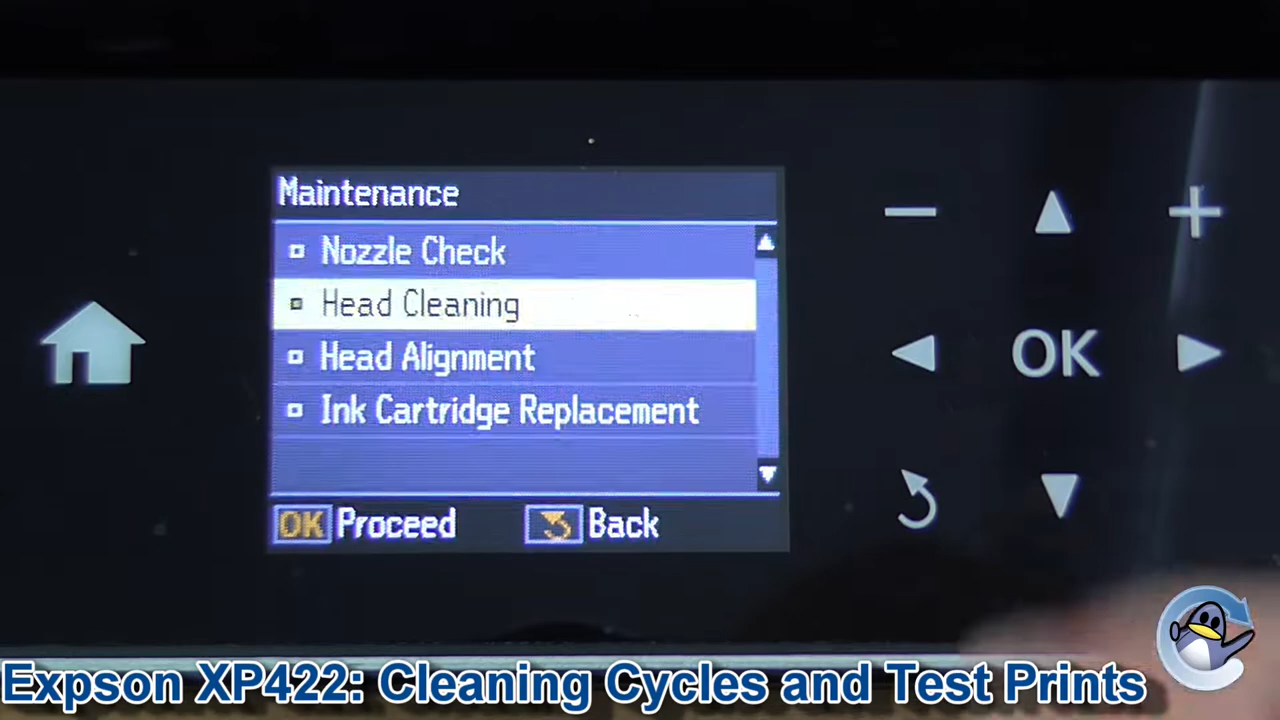 Maintenance
Nozzle Check
Head Cleaning
Head Alignment
Ink Cartridge Replacement
OK Proceed Back
OK
Expson XP422: Cleaning Cycles and Test Prints